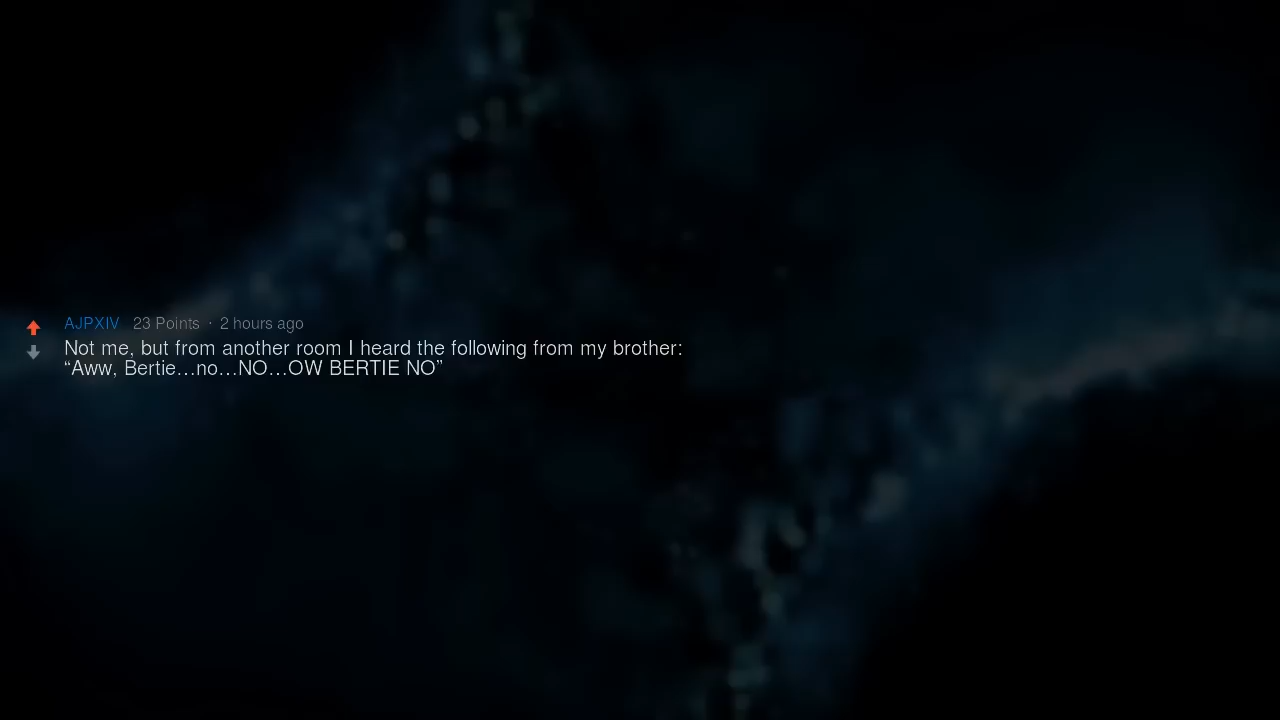 AJPXIV 23 Points · 2 hours ago
Not me, but from another room I heard the following from my brother:
“Aww, Bertie...no...NO...OW BERTIE NO”